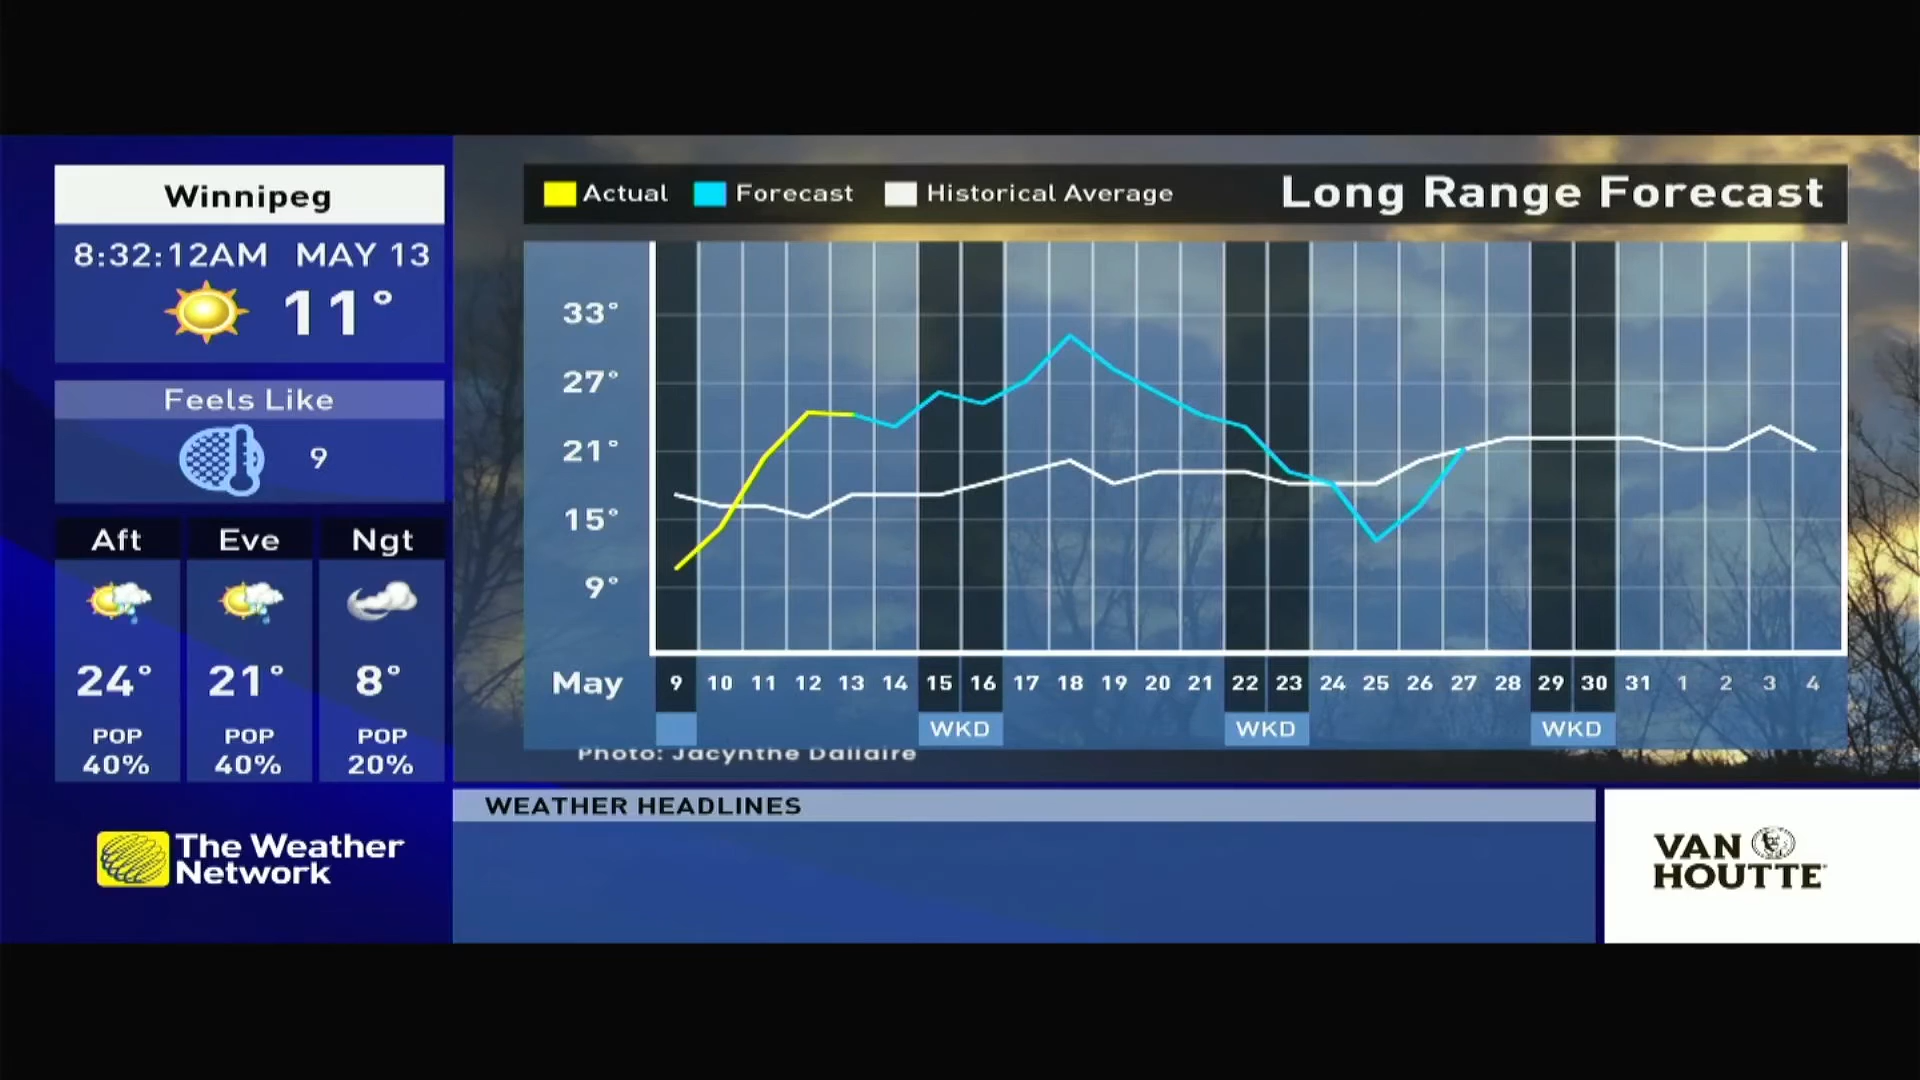 Winnipeg
8:32:12AM MAY 13
11°
Feels Like
9
Aft Eve Ngt
24° 21° 8°
POP POP POP
40% 40% 20%
The Weather
Network
Actual Forecast Historical Average Long Range Forecast
33°
27°
21°
15°
9°
May 9 10 11 12 13 14 15 16 17 18 19 20 21 22 23 24 25 26 27 28 29 30 31 1 2 3 4
WKD WKD WKD
Photo: Jacynthe Dallaire
WEATHER HEADLINES
VAN
HOUTTE